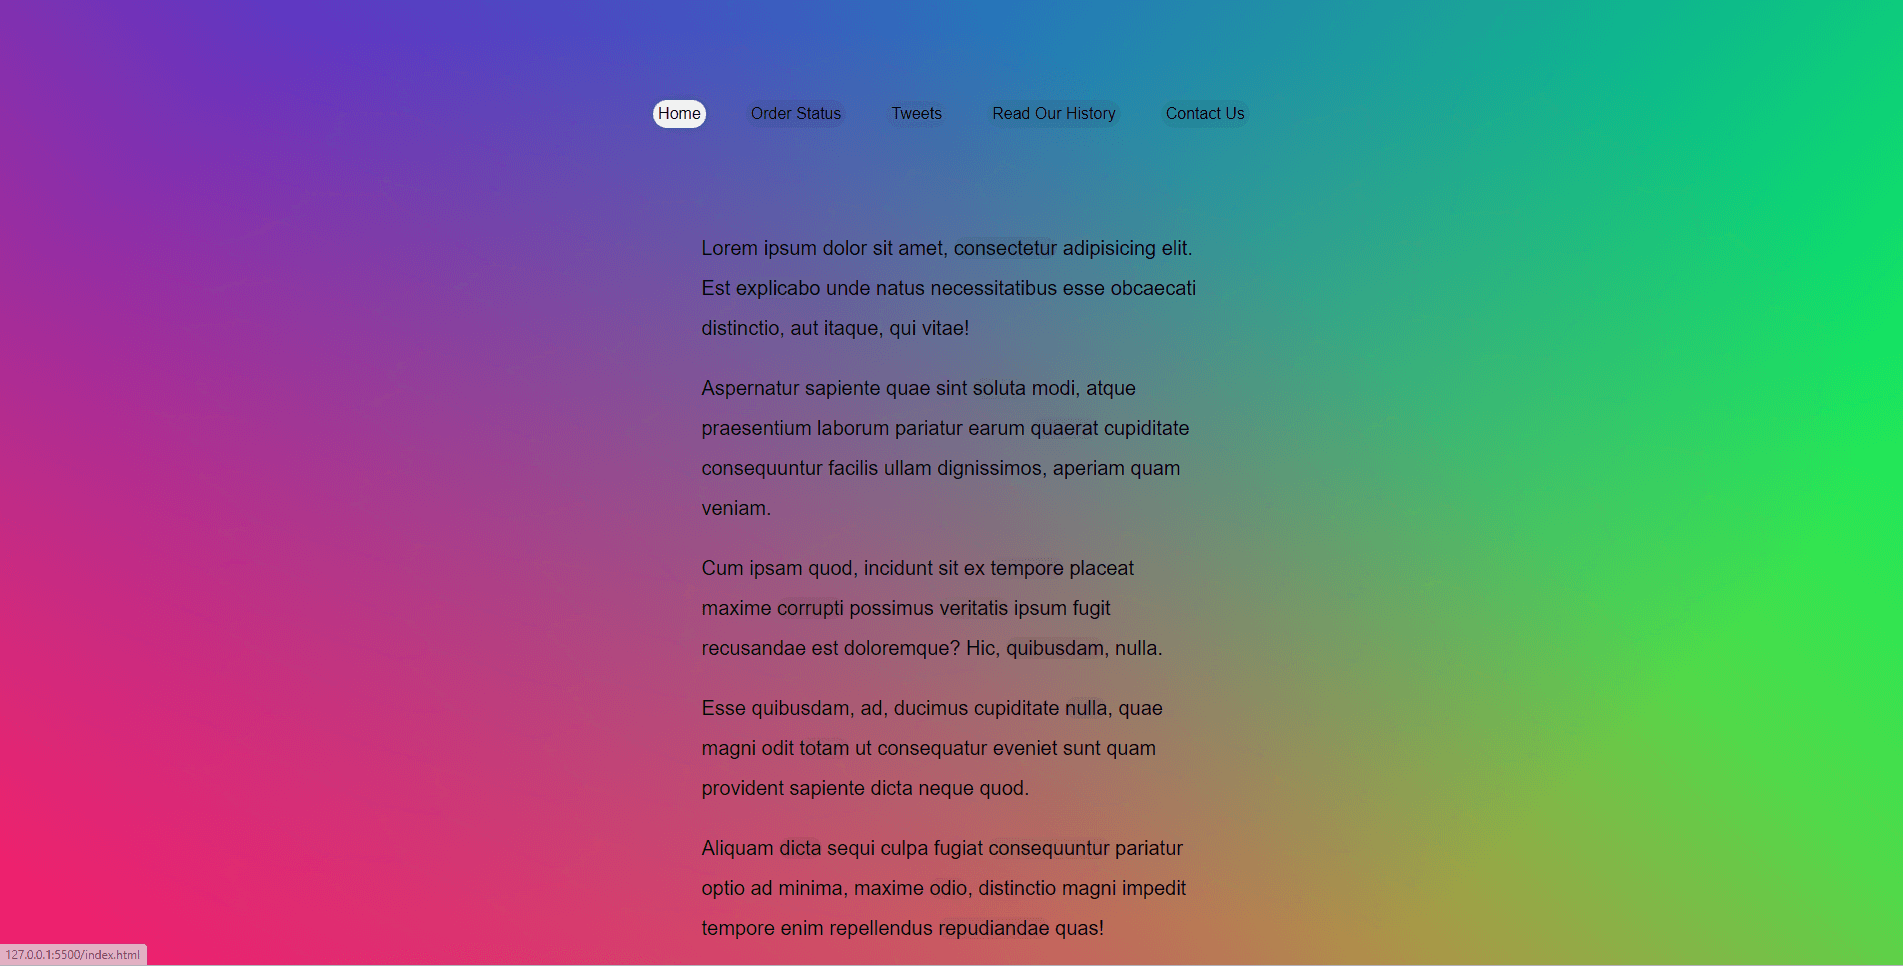 Home Order Status Tweets Read Our History Contact Us
Lorem ipsum dolor sit amet, consectetur adipisicing elit.
Est explicabo unde natus necessitatibus esse obcaecati
distinctio, aut itaque, qui vitae!
Aspernatur sapiente quae sint soluta modi, atque
praesentium laborum pariatur earum quaerat cupiditate
consequuntur facilis ullam dignissimos, aperiam quam
veniam.
Cum ipsam quod, incidunt sit ex tempore placeat
maxime corrupti possimus veritatis ipsum fugit
recusandae est doloremque? Hic, quibusdam, nulla.
Esse quibusdam, ad, ducimus cupiditate nulla, quae
magni odit totam ut consequatur eveniet sunt quam
provident sapiente dicta neque quod.
Aliquam dicta sequi culpa fugiat consequuntur pariatur
optio ad minima, maxime odio, distinctio magni impedit
tempore enim repellendus repudiandae quas!
127.0.0.1:5500/index.html